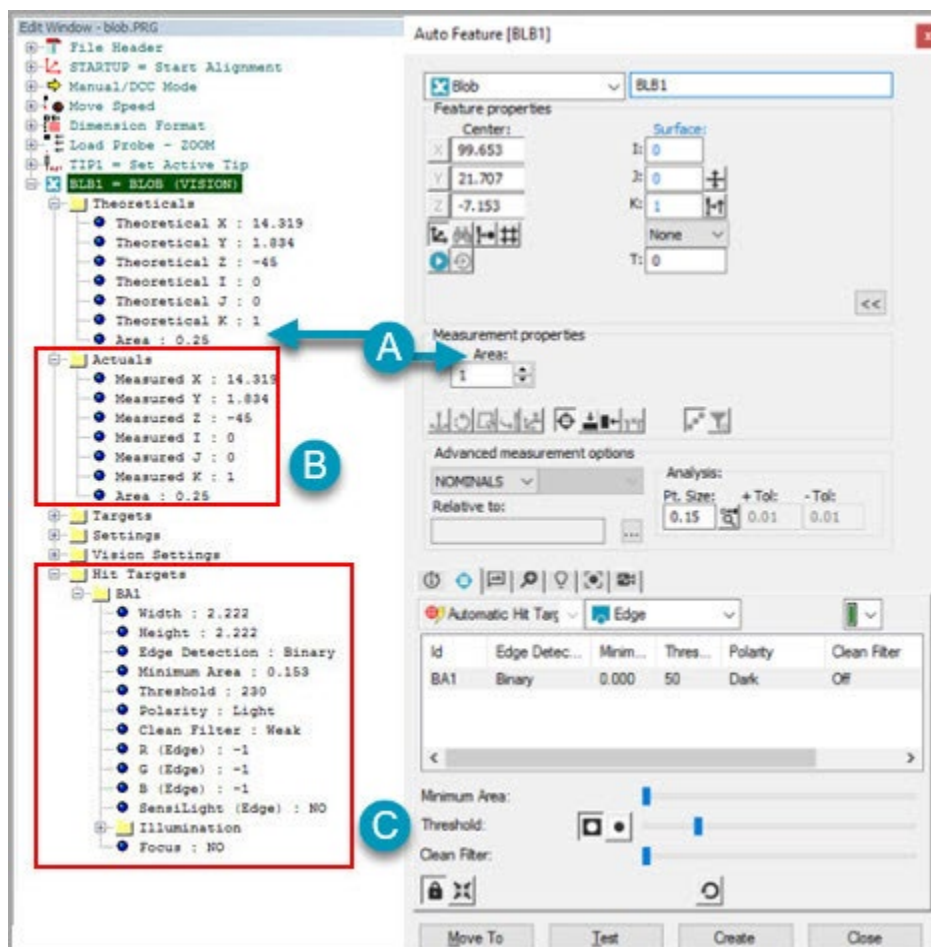 Edit Window - blob.PRG
File Header
STARTUP = Start Alignment
Manual/DCC Mode
Move Speed
Dimension Format
Load Probe - ZOOM
TIP1 = Set Active Tip
BLB1 = BLOB (VISION)
Theoreticals
Theoretical X : 14.319
Theoretical Y : 1.834
Theoretical Z : -45
Theoretical I : 0
Theoretical J : 0
Theoretical K : 1
Area : 0.25
Actuals
Measured X : 14.319
Measured Y : 1.834
Measured Z : -45
Measured I : 0
Measured J : 0
Measured K : 1
Area : 0.25
Targets
Settings
Vision Settings
Hit Targets
BA1
Width : 2.222
Height : 2.222
Edge Detection : Binary
Minimum Area : 0.153
Threshold : 230
Polarity : Light
Clean Filter : Weak
R (Edge) : -1
G (Edge) : -1
B (Edge) : -1
SensiLight (Edge) : NO
Illumination
Focus : NO
A
B
C
Auto Feature [BLB1]
Blob BLB1
Feature properties
Center: Surface:
X 99.653 I: 0
Y 21.707 J: 0
Z -7.153 K: 1
None
T: 0
<<
Measurement properties
Area:
1
Advanced measurement options
NOMINALS Analysis:
Pt. Size: + Tol: - Tol:
Relative to: 0.15 0.01 0.01
...
Automatic Hit Targ Edge
Id Edge Detec... Minim... Thres... Polarity Clean Filter
BA1 Binary 0.000 50 Dark Off
Minimum Area:
Threshold:
Clean Filter:
Move To Test Create Close